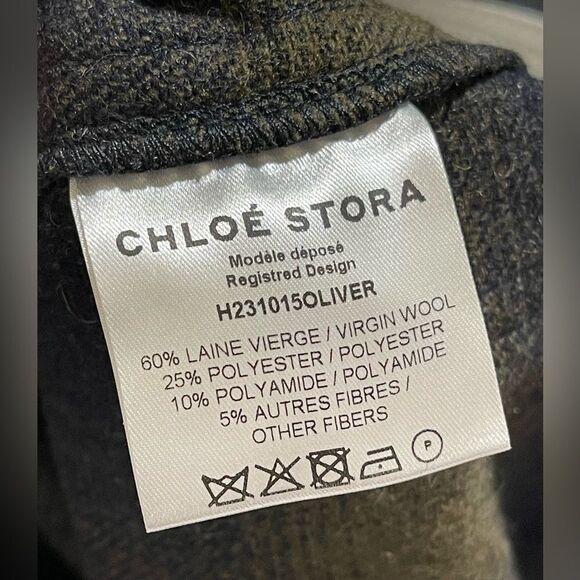 CHLOÉ STORA
Modèle déposé
Registred Design
H231015OLIVER
60% LAINE VIERGE / VIRGIN WOOL
25% POLYESTER / POLYESTER
10% POLYAMIDE / POLYAMIDE
5% AUTRES FIBRES /
OTHER FIBERS
P